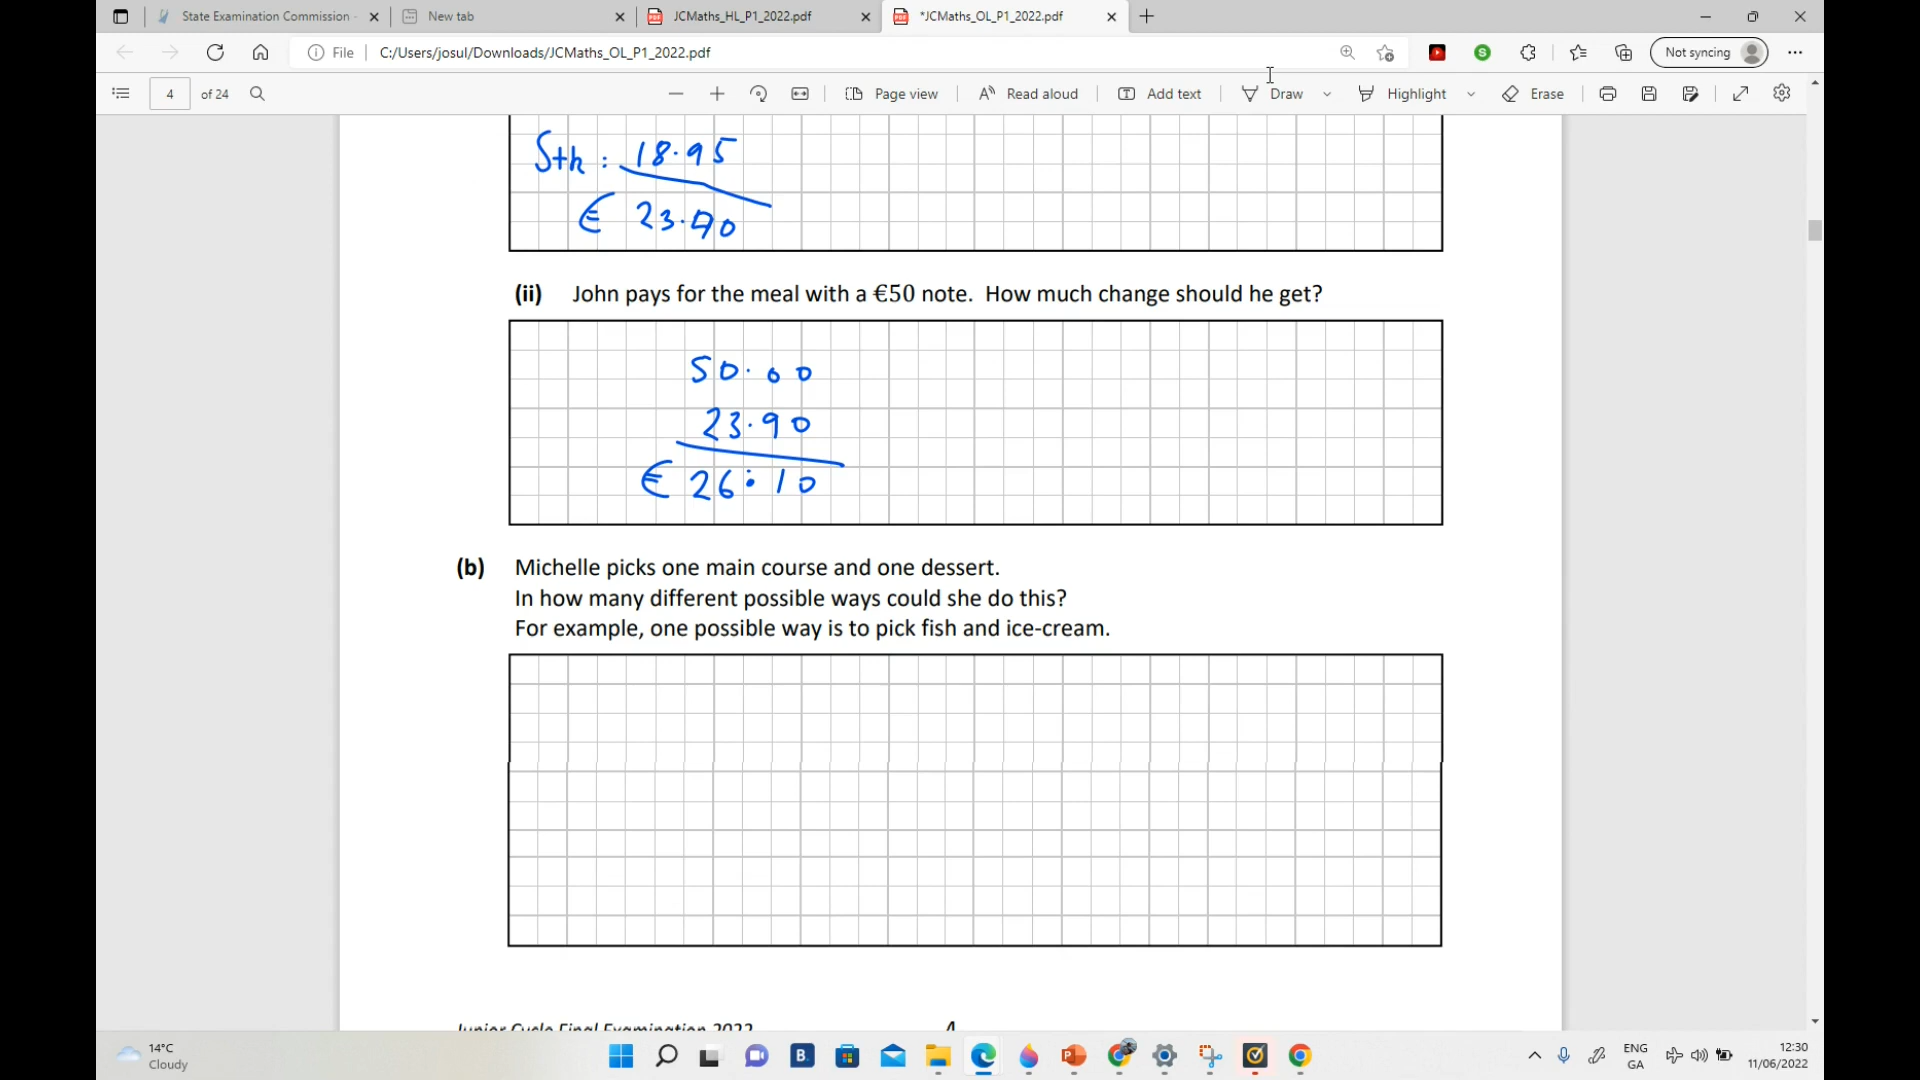 State Examination Commission -
New tab
JCMaths_HL_P1_2022.pdf
*JCMaths_OL_P1_2022.pdf
File
C:/Users/josul/Downloads/JCMaths_OL_P1_2022.pdf
Not syncing
4 of 24
Page view
Read aloud
Add text
Draw
Highlight
Erase
Sth : 18.95
€ 23.90
(ii) John pays for the meal with a €50 note. How much change should he get?
50.00
23.90
€ 26.10
(b) Michelle picks one main course and one dessert.
In how many different possible ways could she do this?
For example, one possible way is to pick fish and ice-cream.
Junior Cycle Final Examination 2022
4
14°C
Cloudy
B.
ENG
GA
12:30
11/06/2022